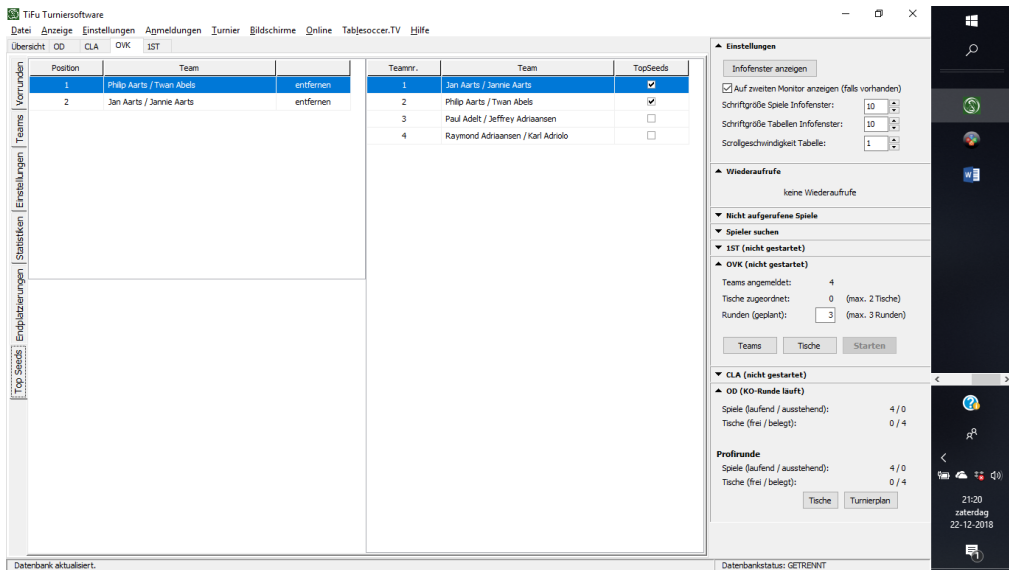 TiFu Turniersoftware
Datei Anzeige Einstellungen Anmeldungen Turnier Bildschirme Online Tablesoccer.TV Hilfe
Übersicht OD CLA OVK 1ST
Vorrunden
Teams
Einstellungen
Statistiken
Endplatzierungen
Top Seeds
Position Team
1 Philip Aarts / Twan Abels entfernen
2 Jan Aarts / Jannie Aarts entfernen
Teamnr. Team TopSeeds
1 Jan Aarts / Jannie Aarts
2 Philip Aarts / Twan Abels
3 Paul Adelt / Jeffrey Adriaansen
4 Raymond Adriaansen / Karl Adriolo
Einstellungen
Infofenster anzeigen
Auf zweiten Monitor anzeigen (falls vorhanden)
Schriftgröße Spiele Infofenster: 10
Schriftgröße Tabellen Infofenster: 10
Scrollgeschwindigkeit Tabelle: 1
Wiederaufrufe
keine Wiederaufrufe
Nicht aufgerufene Spiele
Spieler suchen
1ST (nicht gestartet)
OVK (nicht gestartet)
Teams angemeldet: 4
Tische zugeordnet: 0 (max. 2 Tische)
Runden (geplant): 3 (max. 3 Runden)
Teams Tische Starten
CLA (nicht gestartet)
OD (KO-Runde läuft)
Spiele (laufend / ausstehend): 4 / 0
Tische (frei / belegt): 0 / 4
Profirunde
Spiele (laufend / ausstehend): 4 / 0
Tische (frei / belegt): 0 / 4
Tische Turnierplan
Datenbank aktualisiert.
Datenbankstatus: GETRENNT
21:20
zaterdag
22-12-2018
1